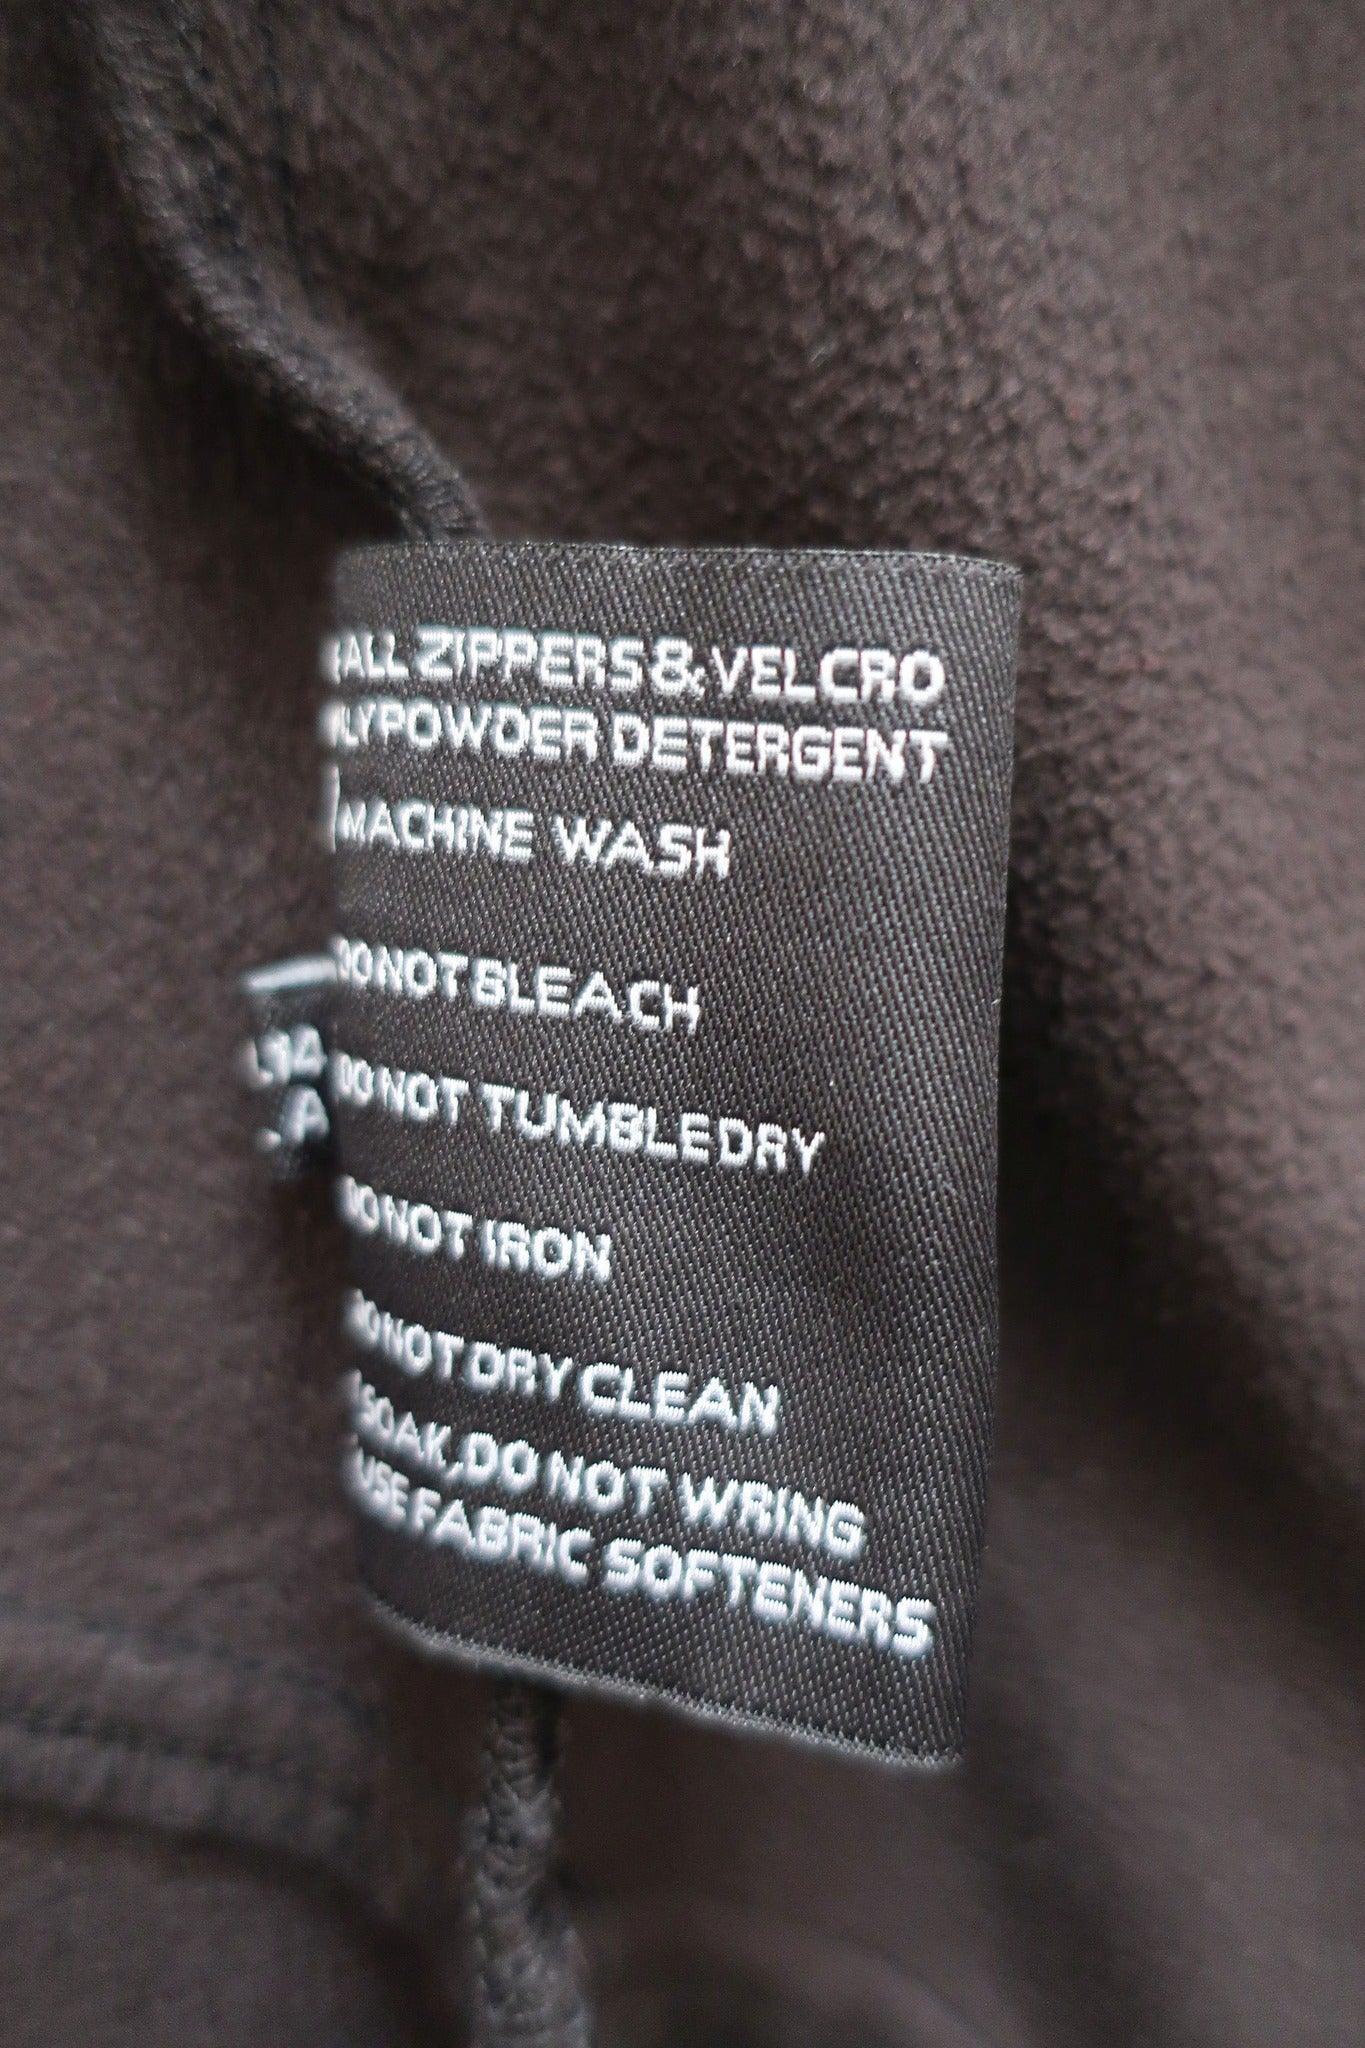 ALL ZIPPERS & VELCRO
LY POWDER DETERGENT
MACHINE WASH
DO NOT BLEACH
DO NOT TUMBLE DRY
DO NOT IRON
DO NOT DRY CLEAN
SOAK, DO NOT WRING
USE FABRIC SOFTENERS